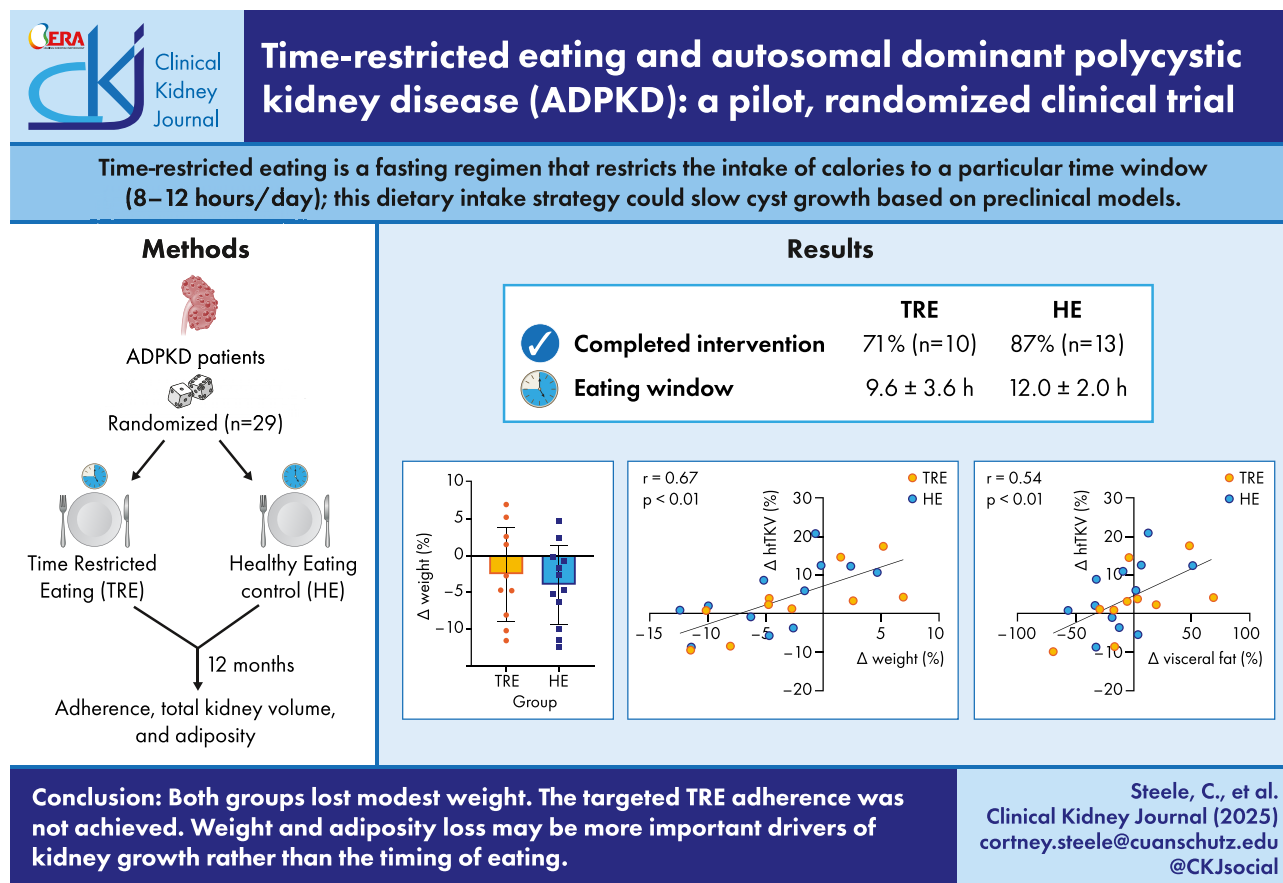 ERA
CKJ
Clinical
Kidney
Journal
Time-restricted eating and autosomal dominant polycystic
kidney disease (ADPKD): a pilot, randomized clinical trial
Time-restricted eating is a fasting regimen that restricts the intake of calories to a particular time window
(8–12 hours/day); this dietary intake strategy could slow cyst growth based on preclinical models.
Methods
ADPKD patients
Randomized (n=29)
Time Restricted
Eating (TRE)
Healthy Eating
control (HE)
12 months
Adherence, total kidney volume,
and adiposity
Results
TRE HE
Completed intervention 71% (n=10) 87% (n=13)
Eating window 9.6 ± 3.6 h 12.0 ± 2.0 h
Δ weight (%)
10
5
0
−5
−10
TRE HE
Group
r = 0.67
p < 0.01
TRE
HE
Δ htTKV (%)
30
20
10
−10
−20
−15 −10 −5 5 10
Δ weight (%)
r = 0.54
p < 0.01
TRE
HE
Δ htTKV (%)
30
20
10
−10
−20
−100 −50 50 100
Δ visceral fat (%)
Conclusion: Both groups lost modest weight. The targeted TRE adherence was
not achieved. Weight and adiposity loss may be more important drivers of
kidney growth rather than the timing of eating.
Steele, C., et al.
Clinical Kidney Journal (2025)
cortney.steele@cuanschutz.edu
@CKJsocial